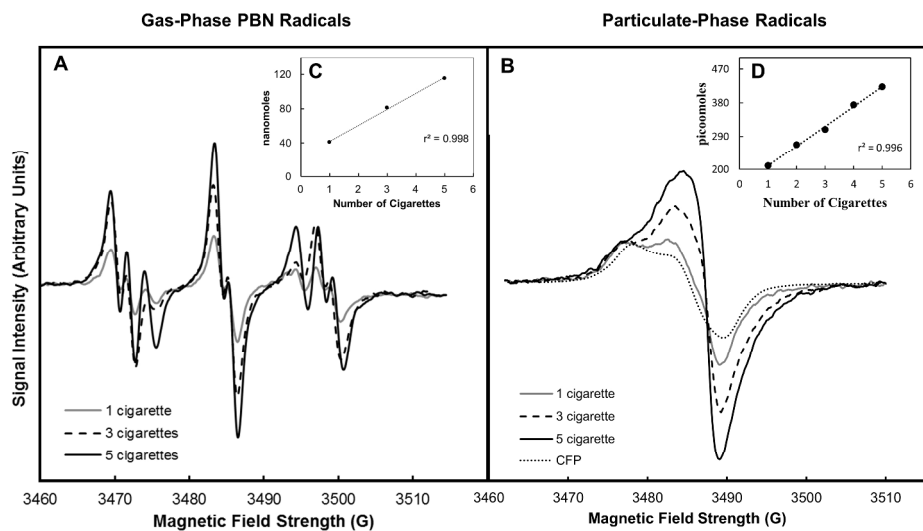 Gas-Phase PBN Radicals
Particulate-Phase Radicals
A
B
C
D
Signal Intensity (Arbitrary Units)
nanomoles
120
80
40
0
0 1 2 3 4 5 6
r² = 0.998
Number of Cigarettes
picoomoles
470
380
290
200
0 1 2 3 4 5 6
r² = 0.996
Number of Cigarettes
1 cigarette
3 cigarettes
5 cigarettes
1 cigarette
3 cigarette
5 cigarette
CFP
3460 3470 3480 3490 3500 3510
3460 3470 3480 3490 3500 3510
Magnetic Field Strength (G)
Magnetic Field Strength (G)